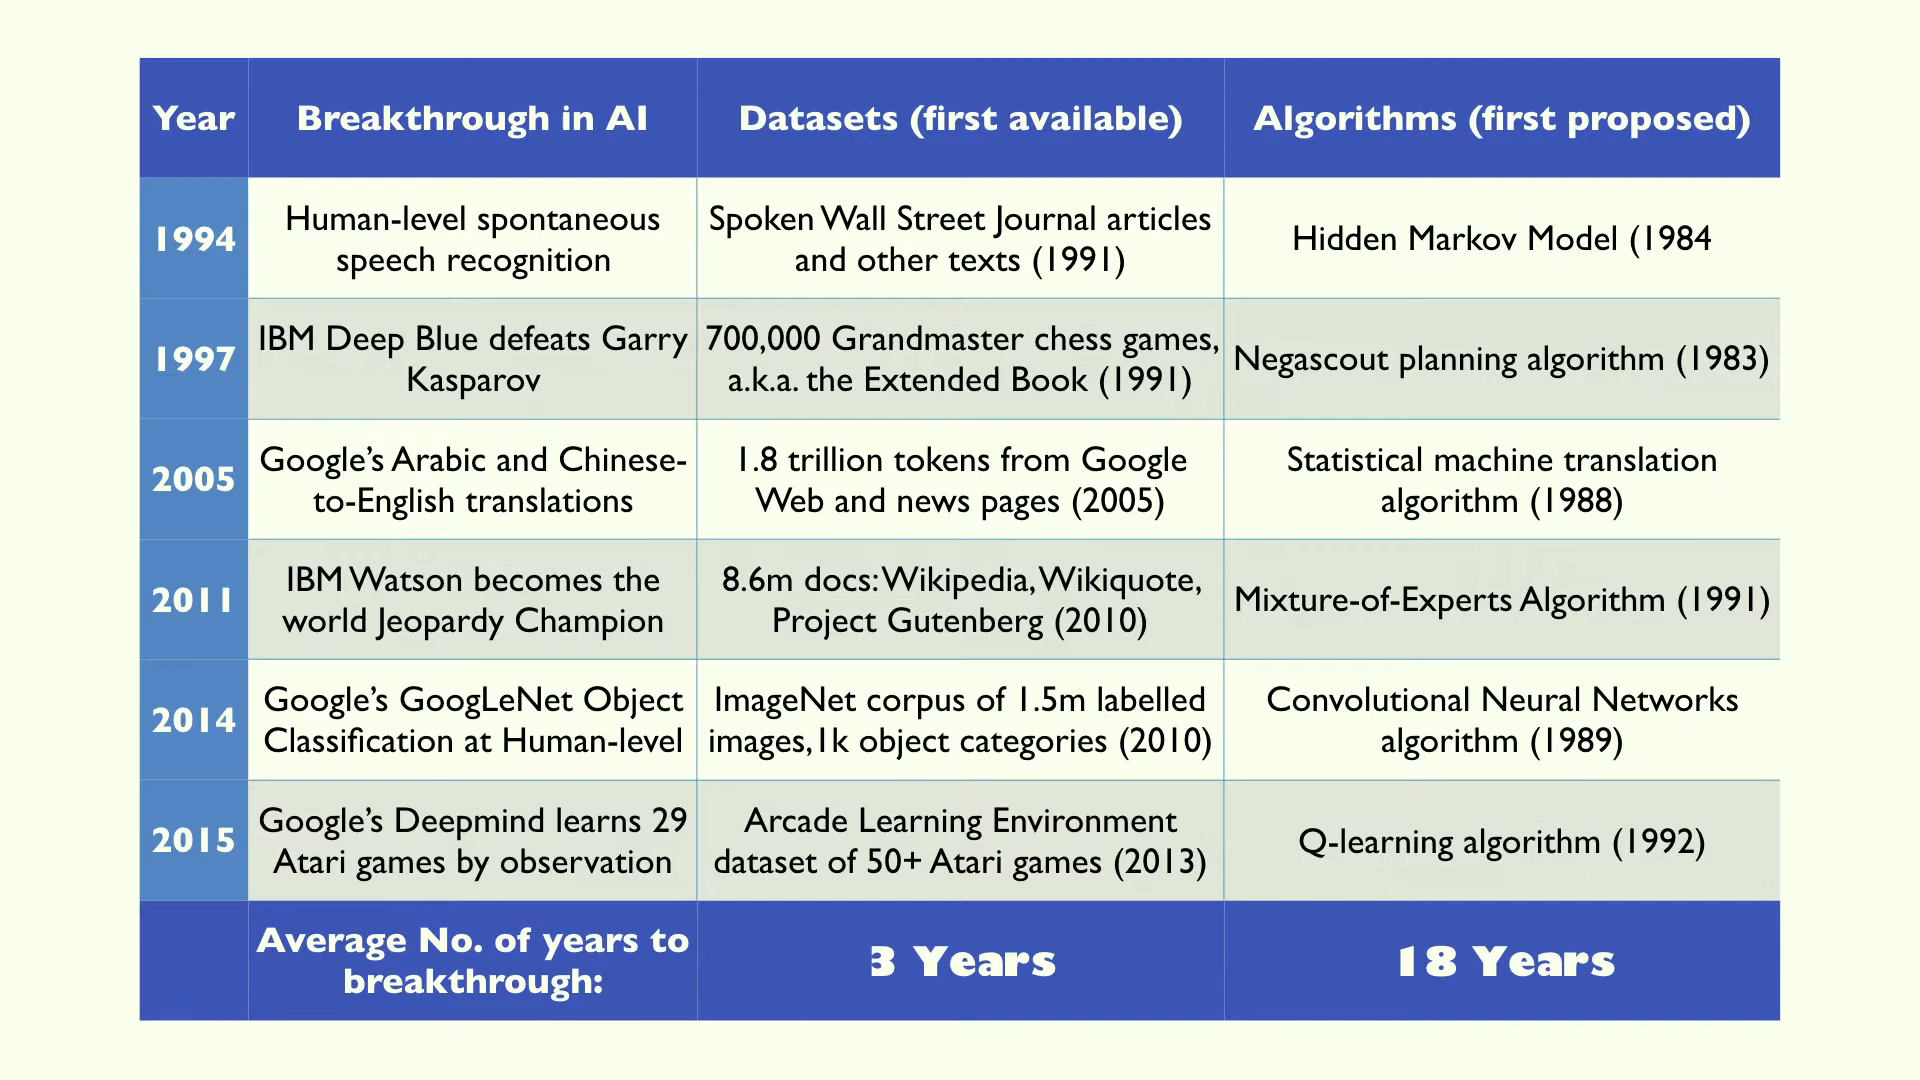 Year
Breakthrough in AI
Datasets (first available)
Algorithms (first proposed)
1994
Human-level spontaneous
speech recognition
Spoken Wall Street Journal articles
and other texts (1991)
Hidden Markov Model (1984
1997
IBM Deep Blue defeats Garry
Kasparov
700,000 Grandmaster chess games,
a.k.a. the Extended Book (1991)
Negascout planning algorithm (1983)
2005
Google's Arabic and Chinese-
to-English translations
1.8 trillion tokens from Google
Web and news pages (2005)
Statistical machine translation
algorithm (1988)
2011
IBM Watson becomes the
world Jeopardy Champion
8.6m docs: Wikipedia, Wikiquote,
Project Gutenberg (2010)
Mixture-of-Experts Algorithm (1991)
2014
Google's GoogLeNet Object
Classification at Human-level
ImageNet corpus of 1.5m labelled
images, 1k object categories (2010)
Convolutional Neural Networks
algorithm (1989)
2015
Google's Deepmind learns 29
Atari games by observation
Arcade Learning Environment
dataset of 50+ Atari games (2013)
Q-learning algorithm (1992)
Average No. of years to
breakthrough:
3 Years
18 Years